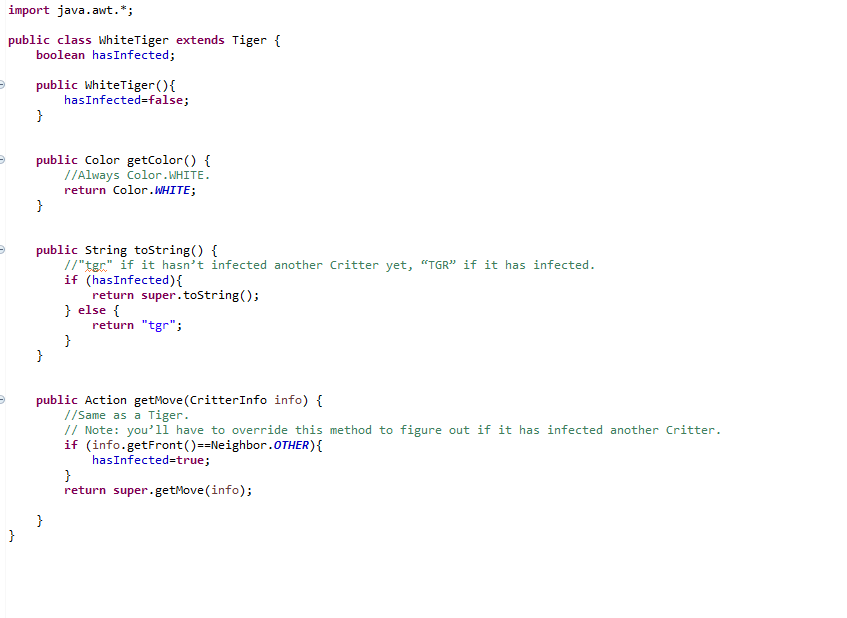 import java.awt.*;
public class WhiteTiger extends Tiger {
boolean hasInfected;
public WhiteTiger(){
hasInfected=false;
}
public Color getColor() {
//Always Color.WHITE.
return Color.WHITE;
}
public String toString() {
//"tgr" if it hasn’t infected another Critter yet, “TGR” if it has infected.
if (hasInfected){
return super.toString();
} else {
return "tgr";
}
}
public Action getMove(CritterInfo info) {
//Same as a Tiger.
// Note: you’ll have to override this method to figure out if it has infected another Critter.
if (info.getFront()==Neighbor.OTHER){
hasInfected=true;
}
return super.getMove(info);
}
}